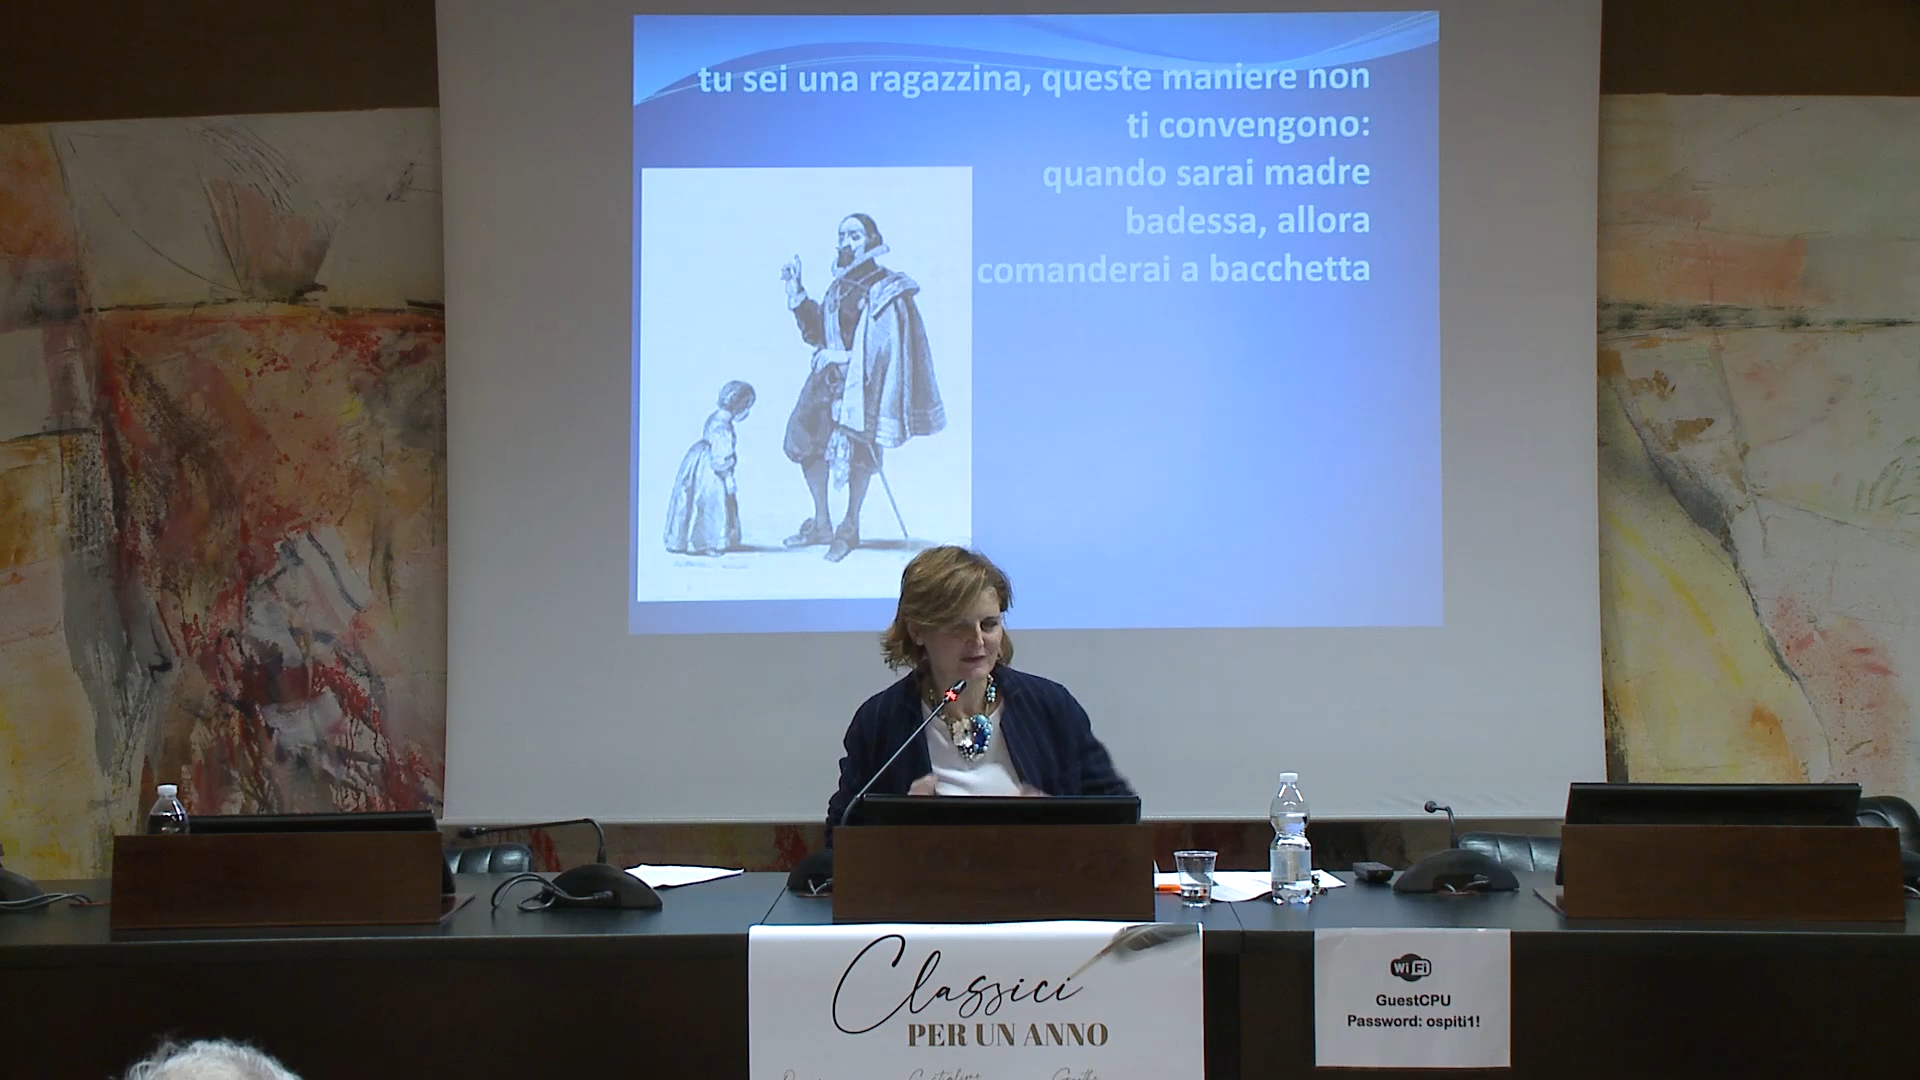 tu sei una ragazzina, queste maniere non
ti convengono:
quando sarai madre
badessa, allora
comanderai a bacchetta
Classici
PER UN ANNO
WiFi
GuestCPU
Password: ospiti1!